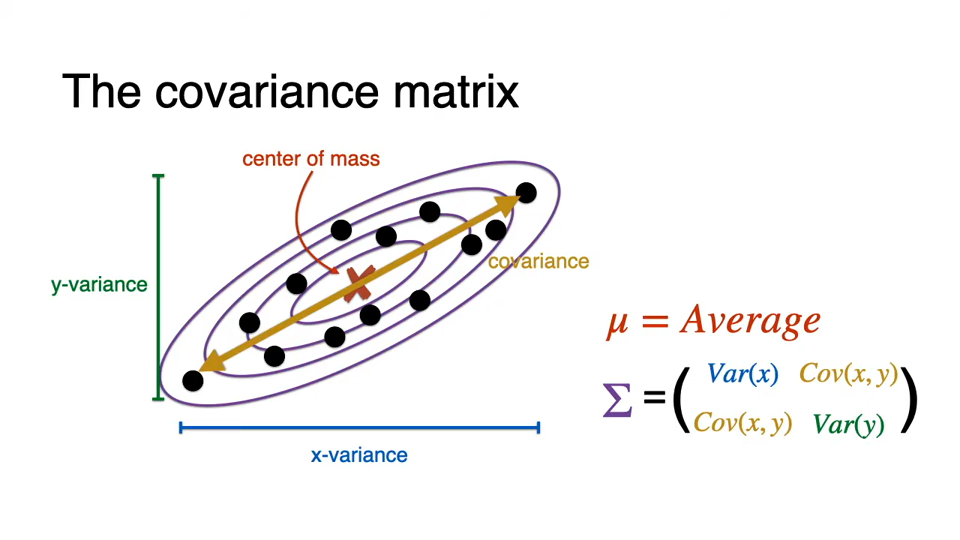 The covariance matrix
center of mass
y-variance
covariance
x-variance
μ = Average
Σ = ( Var(x) Cov(x, y)
Cov(x, y) Var(y) )